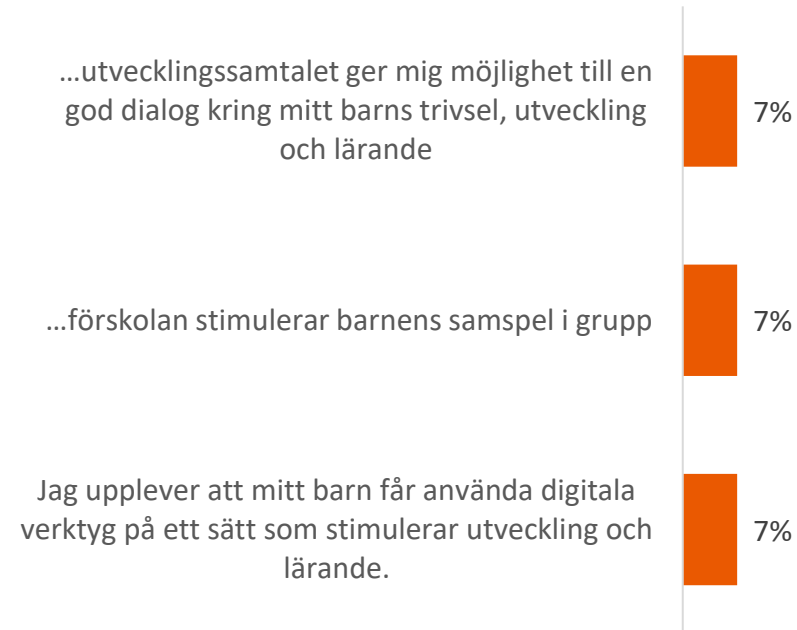 ...utvecklingssamtalet ger mig möjlighet till en
god dialog kring mitt barns trivsel, utveckling
och lärande
7%
...förskolan stimulerar barnens samspel i grupp
7%
Jag upplever att mitt barn får använda digitala
verktyg på ett sätt som stimulerar utveckling och
lärande.
7%